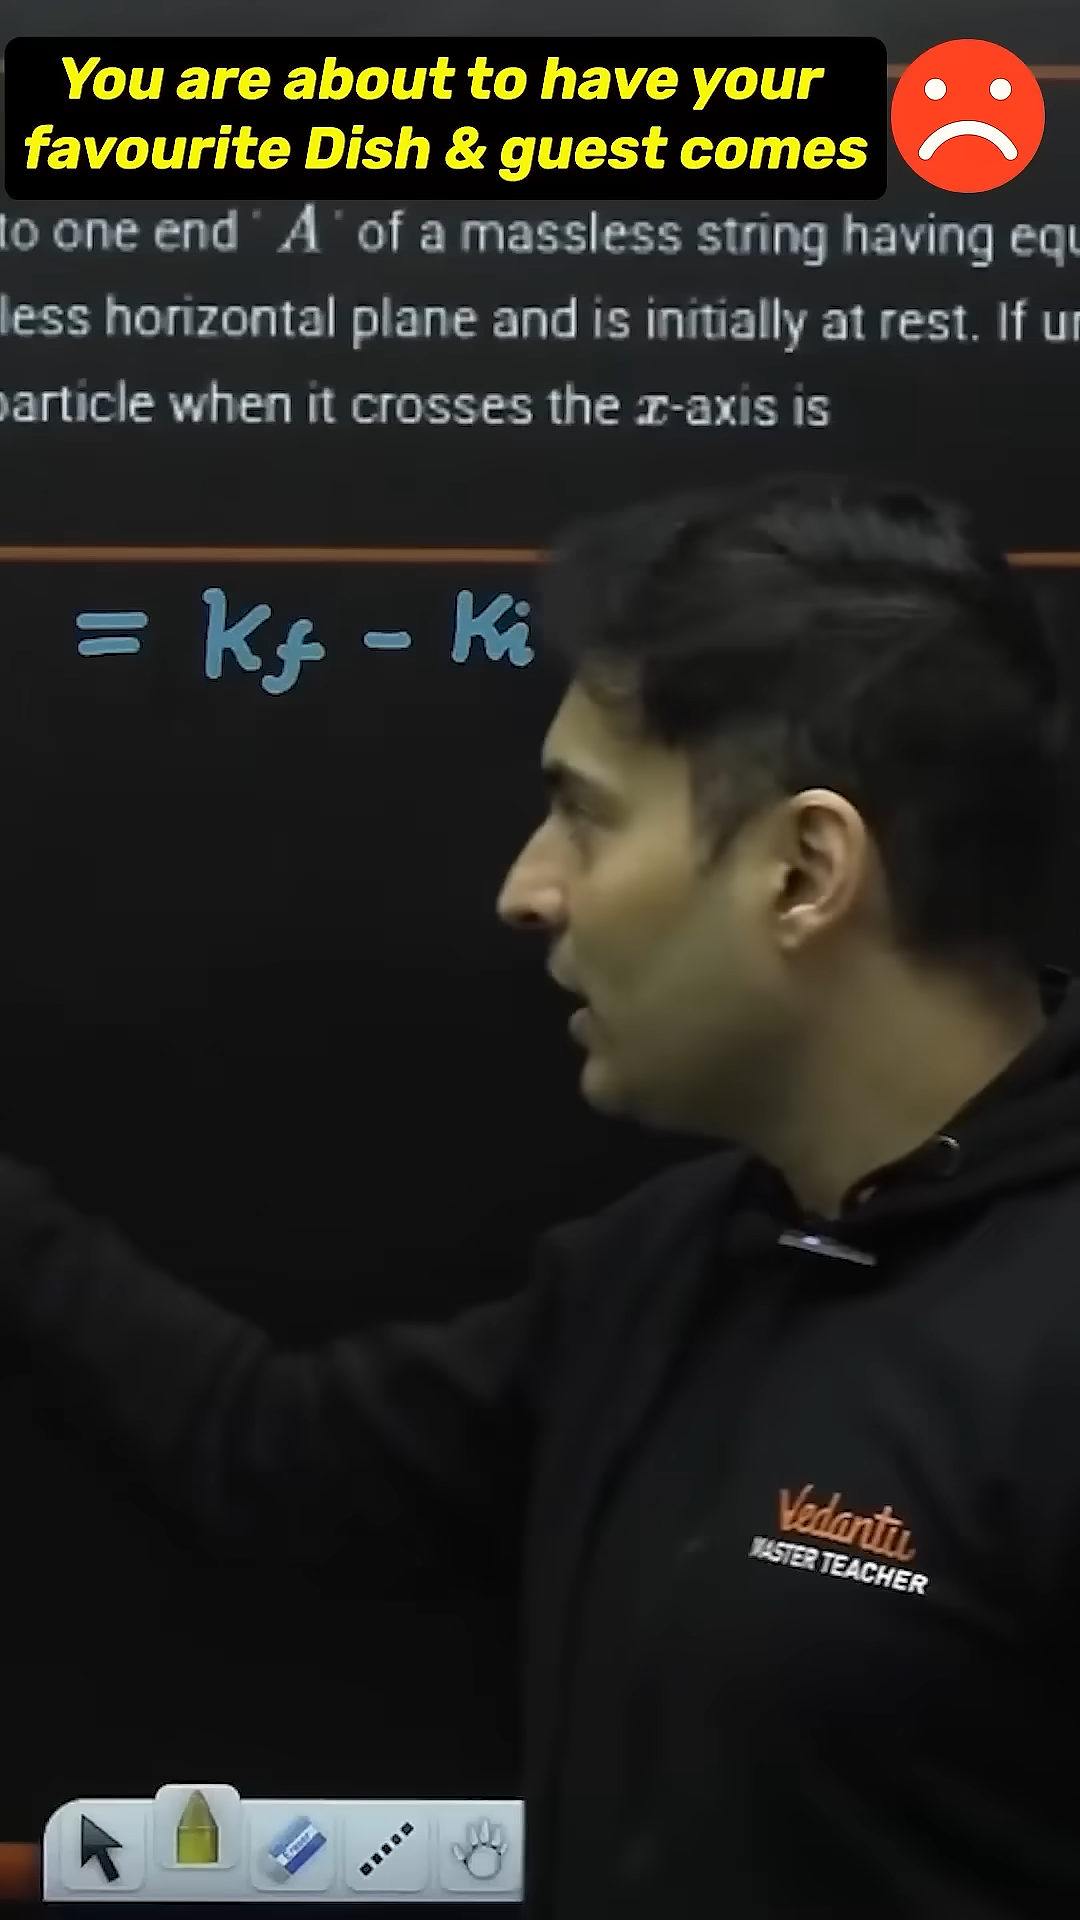 You are about to have your
favourite Dish & guest comes
to one end ' A ' of a massless string having
less horizontal plane and is initially at rest. If
particle when it crosses the x-axis is
= Kf - Ki
Vedantu
MASTER TEACHER
Eraser